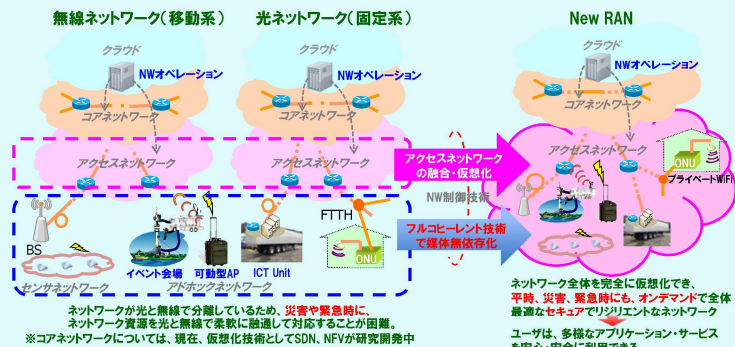 無線ネットワーク(移動系)
クラウド
NWオペレーション
コアネットワーク
アクセスネットワーク
BS
イベント会場
可動型AP
センサネットワーク
アドホックネットワーク
光ネットワーク(固定系)
クラウド
NWオペレーション
コアネットワーク
アクセスネットワーク
ICT Unit
FTTH
ONU
ネットワークが光と無線で分離しているため、災害や緊急時に、
ネットワーク資源を光と無線で柔軟に融通して対応することが困難。
※コアネットワークについては、現在、仮想化技術としてSDN、NFVが研究開発中
アクセスネットワーク
の融合・仮想化
NW制御技術
フルコヒーレント技術
で媒体無依存化
New RAN
クラウド
NWオペレーション
コアネットワーク
アクセスネットワーク
ONU
プライベートWiFi
ネットワーク全体を完全に仮想化でき、
平時、災害、緊急時にも、オンデマンドで全体
最適なセキュアでリジリエントなネットワーク
ユーザは、多様なアプリケーション・サービス
を安心・安全に利用できる